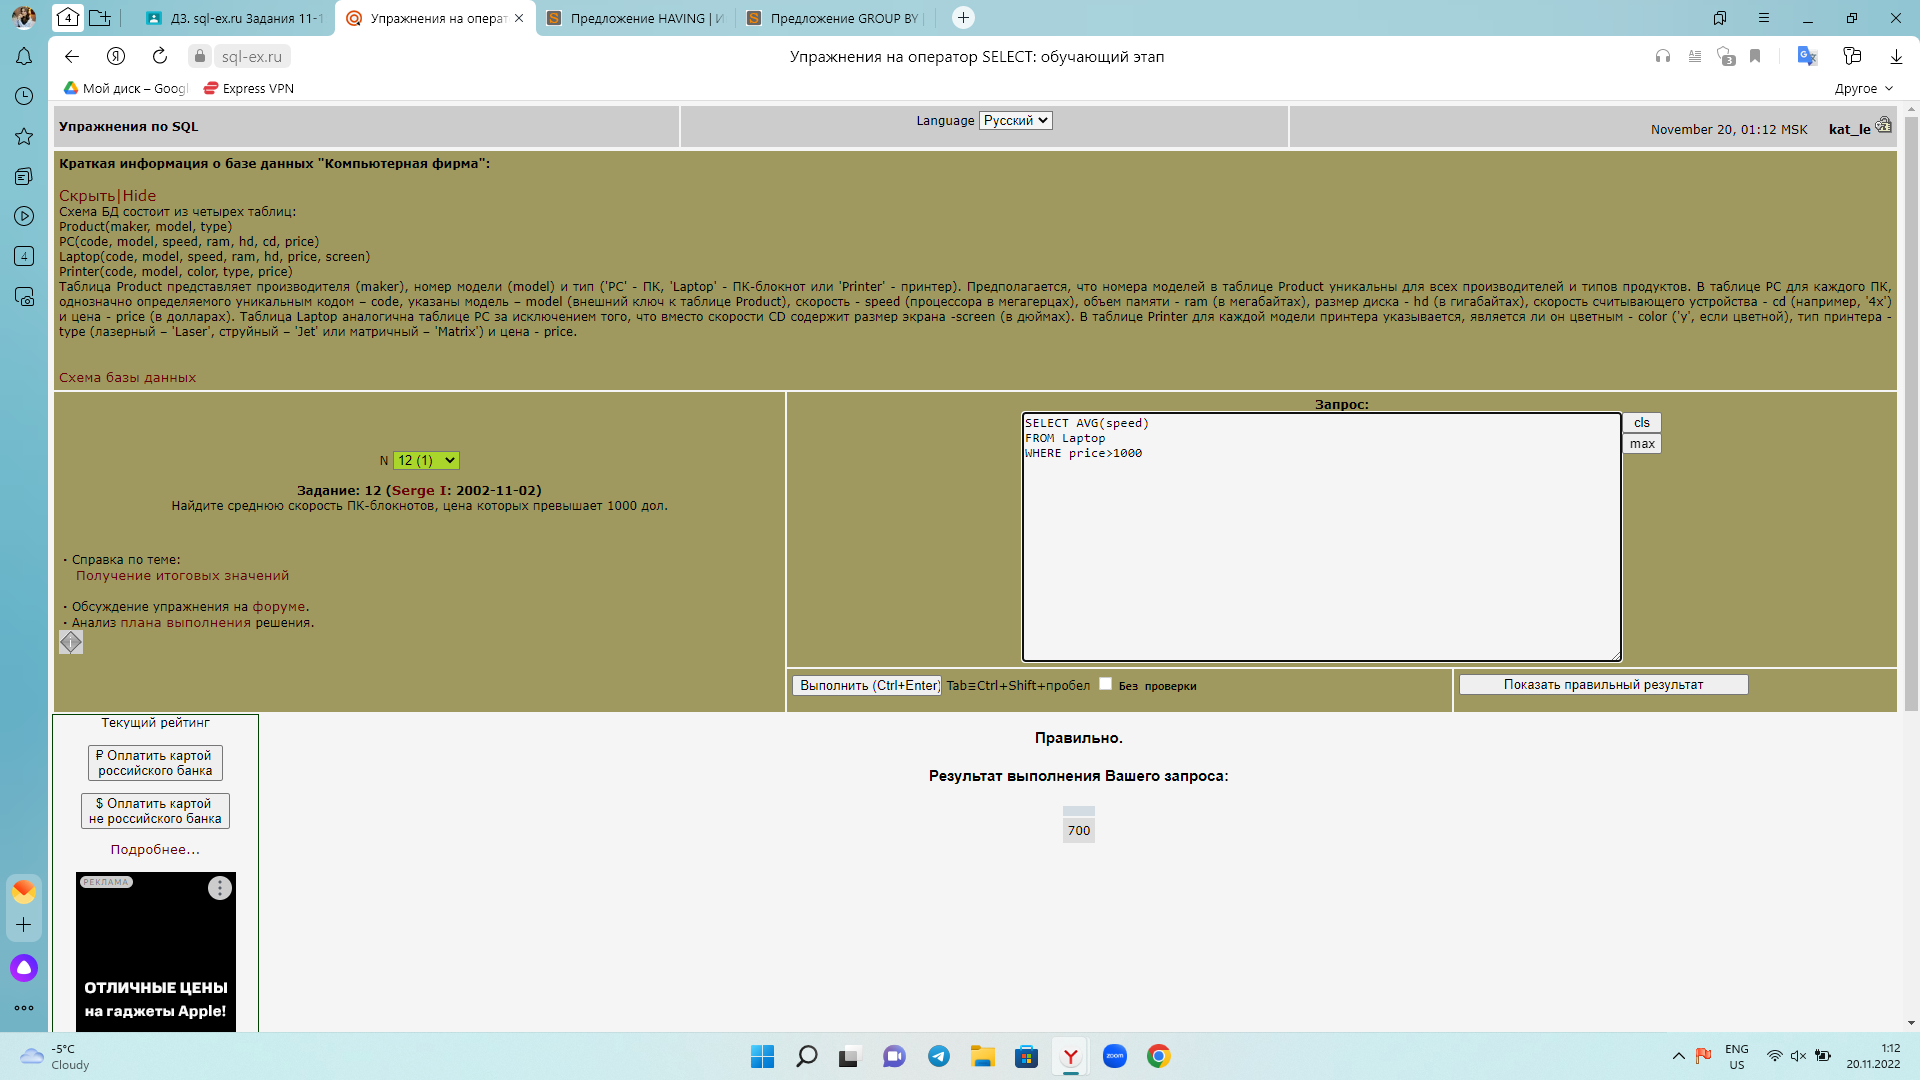 ДЗ. sql-ex.ru Задания 11-1
Упражнения на операт
Предложение HAVING | И
Предложение GROUP BY
sql-ex.ru
Упражнения на оператор SELECT: обучающий этап
3
Мой диск – Googl
Express VPN
Другое
4
Упражнения по SQL
Language Русский
November 20, 01:12 MSK kat_le
Краткая информация о базе данных "Компьютерная фирма":
Скрыть|Hide
Схема БД состоит из четырех таблиц:
Product(maker, model, type)
PC(code, model, speed, ram, hd, cd, price)
Laptop(code, model, speed, ram, hd, price, screen)
Printer(code, model, color, type, price)
Таблица Product представляет производителя (maker), номер модели (model) и тип ('PC' - ПК, 'Laptop' - ПК-блокнот или 'Printer' - принтер). Предполагается, что номера моделей в таблице Product уникальны для всех производителей и типов продуктов. В таблице PC для каждого ПК,
однозначно определяемого уникальным кодом – code, указаны модель – model (внешний ключ к таблице Product), скорость - speed (процессора в мегагерцах), объем памяти - ram (в мегабайтах), размер диска - hd (в гигабайтах), скорость считывающего устройства - cd (например, '4x')
и цена - price (в долларах). Таблица Laptop аналогична таблице PC за исключением того, что вместо скорости CD содержит размер экрана -screen (в дюймах). В таблице Printer для каждой модели принтера указывается, является ли он цветным - color ('y', если цветной), тип принтера -
type (лазерный – 'Laser', струйный – 'Jet' или матричный – 'Matrix') и цена - price.
Схема базы данных
N 12 (1)
Задание: 12 (Serge I: 2002-11-02)
Найдите среднюю скорость ПК-блокнотов, цена которых превышает 1000 дол.
· Справка по теме:
Получение итоговых значений
· Обсуждение упражнения на форуме.
· Анализ плана выполнения решения.
Запрос:
SELECT AVG(speed)
FROM Laptop
WHERE price>1000
cls
max
Выполнить (Ctrl+Enter) Tab≡Ctrl+Shift+пробел Без проверки
Показать правильный результат
Текущий рейтинг
₽ Оплатить картой
российского банка
$ Оплатить картой
не российского банка
Подробнее...
РЕКЛАМА
ОТЛИЧНЫЕ ЦЕНЫ
на гаджеты Apple!
Правильно.
Результат выполнения Вашего запроса:
700
-5°C
Cloudy
zoom
ENG
US
1:12
20.11.2022